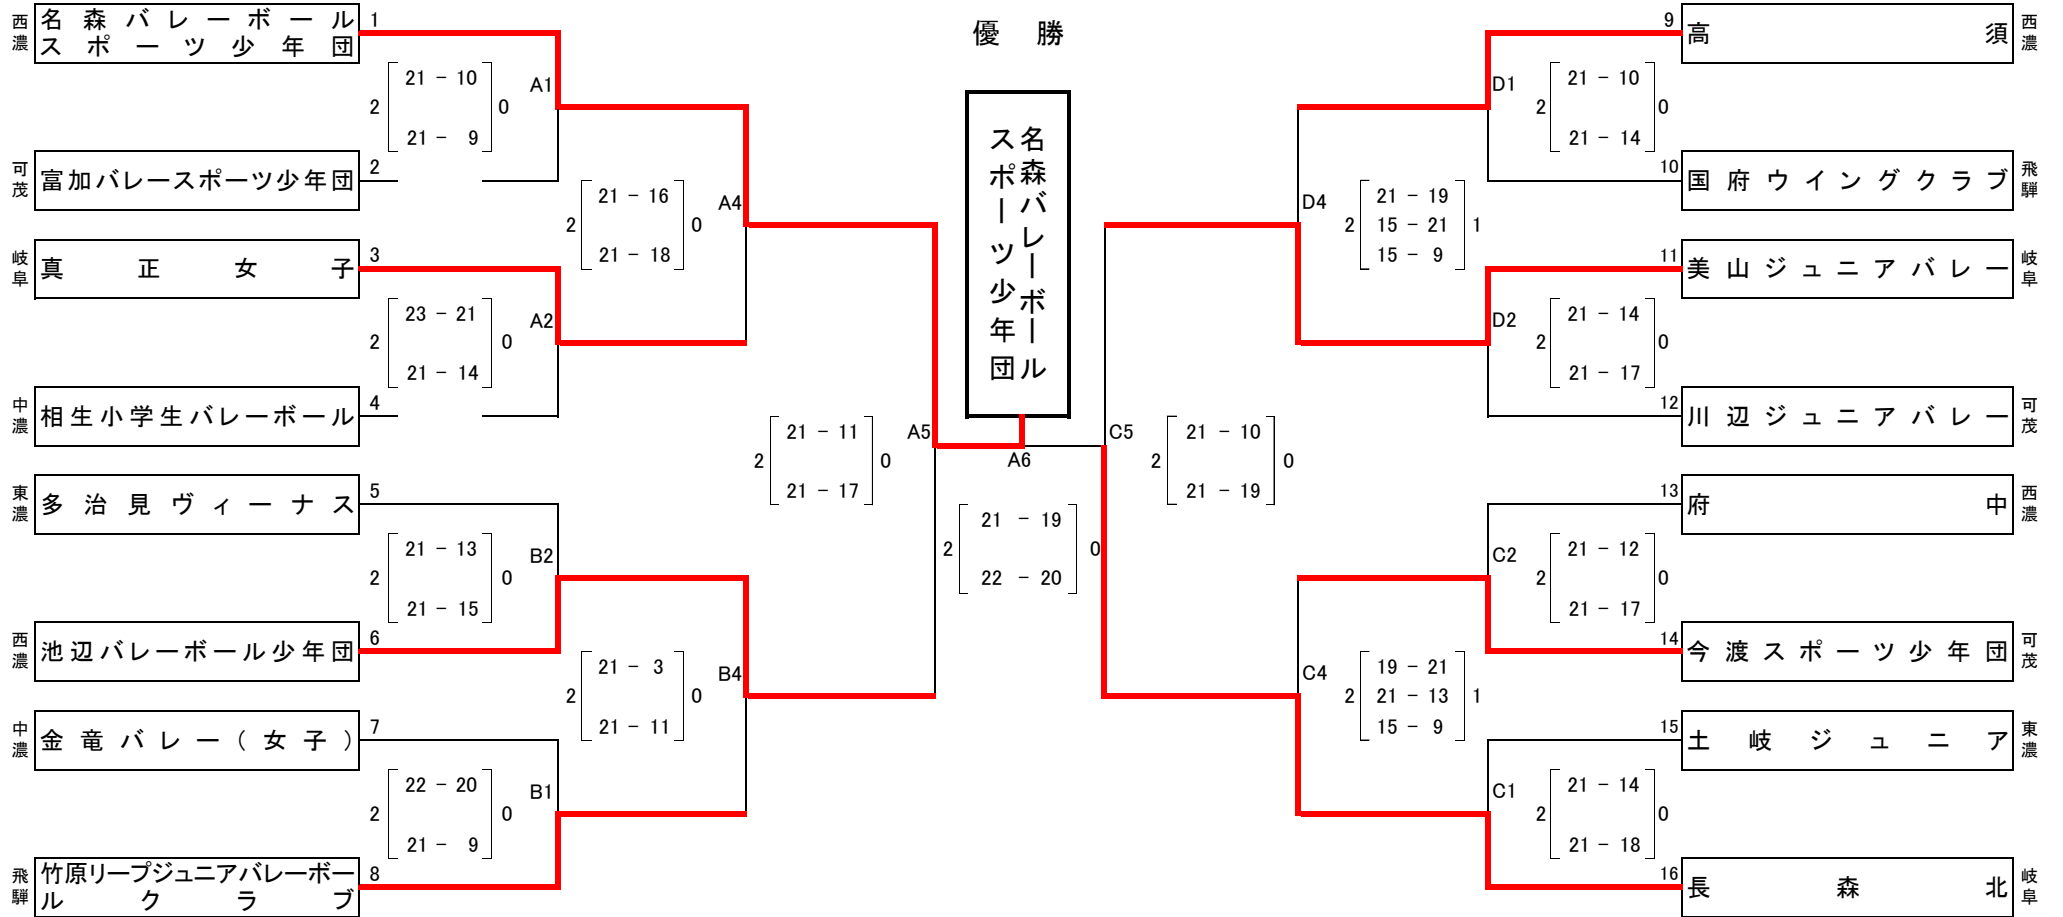 優 勝
名森バレーボール
スポーツ少年団
西濃
名森バレーボール
スポーツ少年団
1
可茂
富加バレースポーツ少年団
2
岐阜
真正女子
3
中濃
相生小学生バレーボール
4
東濃
多治見ヴィーナス
5
西濃
池辺バレーボール少年団
6
中濃
金竜バレー(女子)
7
飛騨
竹原リープジュニアバレーボー
ルクラブ
8
A1
2
21 - 10
21 - 9
0
A2
2
23 - 21
21 - 14
0
B2
2
21 - 13
21 - 15
0
B1
2
22 - 20
21 - 9
0
A4
2
21 - 16
21 - 18
0
B4
2
21 - 3
21 - 11
0
A5
2
21 - 11
21 - 17
0
A6
2
21 - 19
22 - 20
0
C5
2
21 - 10
21 - 19
0
D4
2
21 - 19
15 - 21
15 - 9
1
C4
2
19 - 21
21 - 13
15 - 9
1
D1
2
21 - 10
21 - 14
0
D2
2
21 - 14
21 - 17
0
C2
2
21 - 12
21 - 17
0
C1
2
21 - 14
21 - 18
0
9
高須
西濃
10
国府ウイングクラブ
飛騨
11
美山ジュニアバレー
岐阜
12
川辺ジュニアバレー
可茂
13
府中
西濃
14
今渡スポーツ少年団
可茂
15
土岐ジュニア
東濃
16
長森北
岐阜